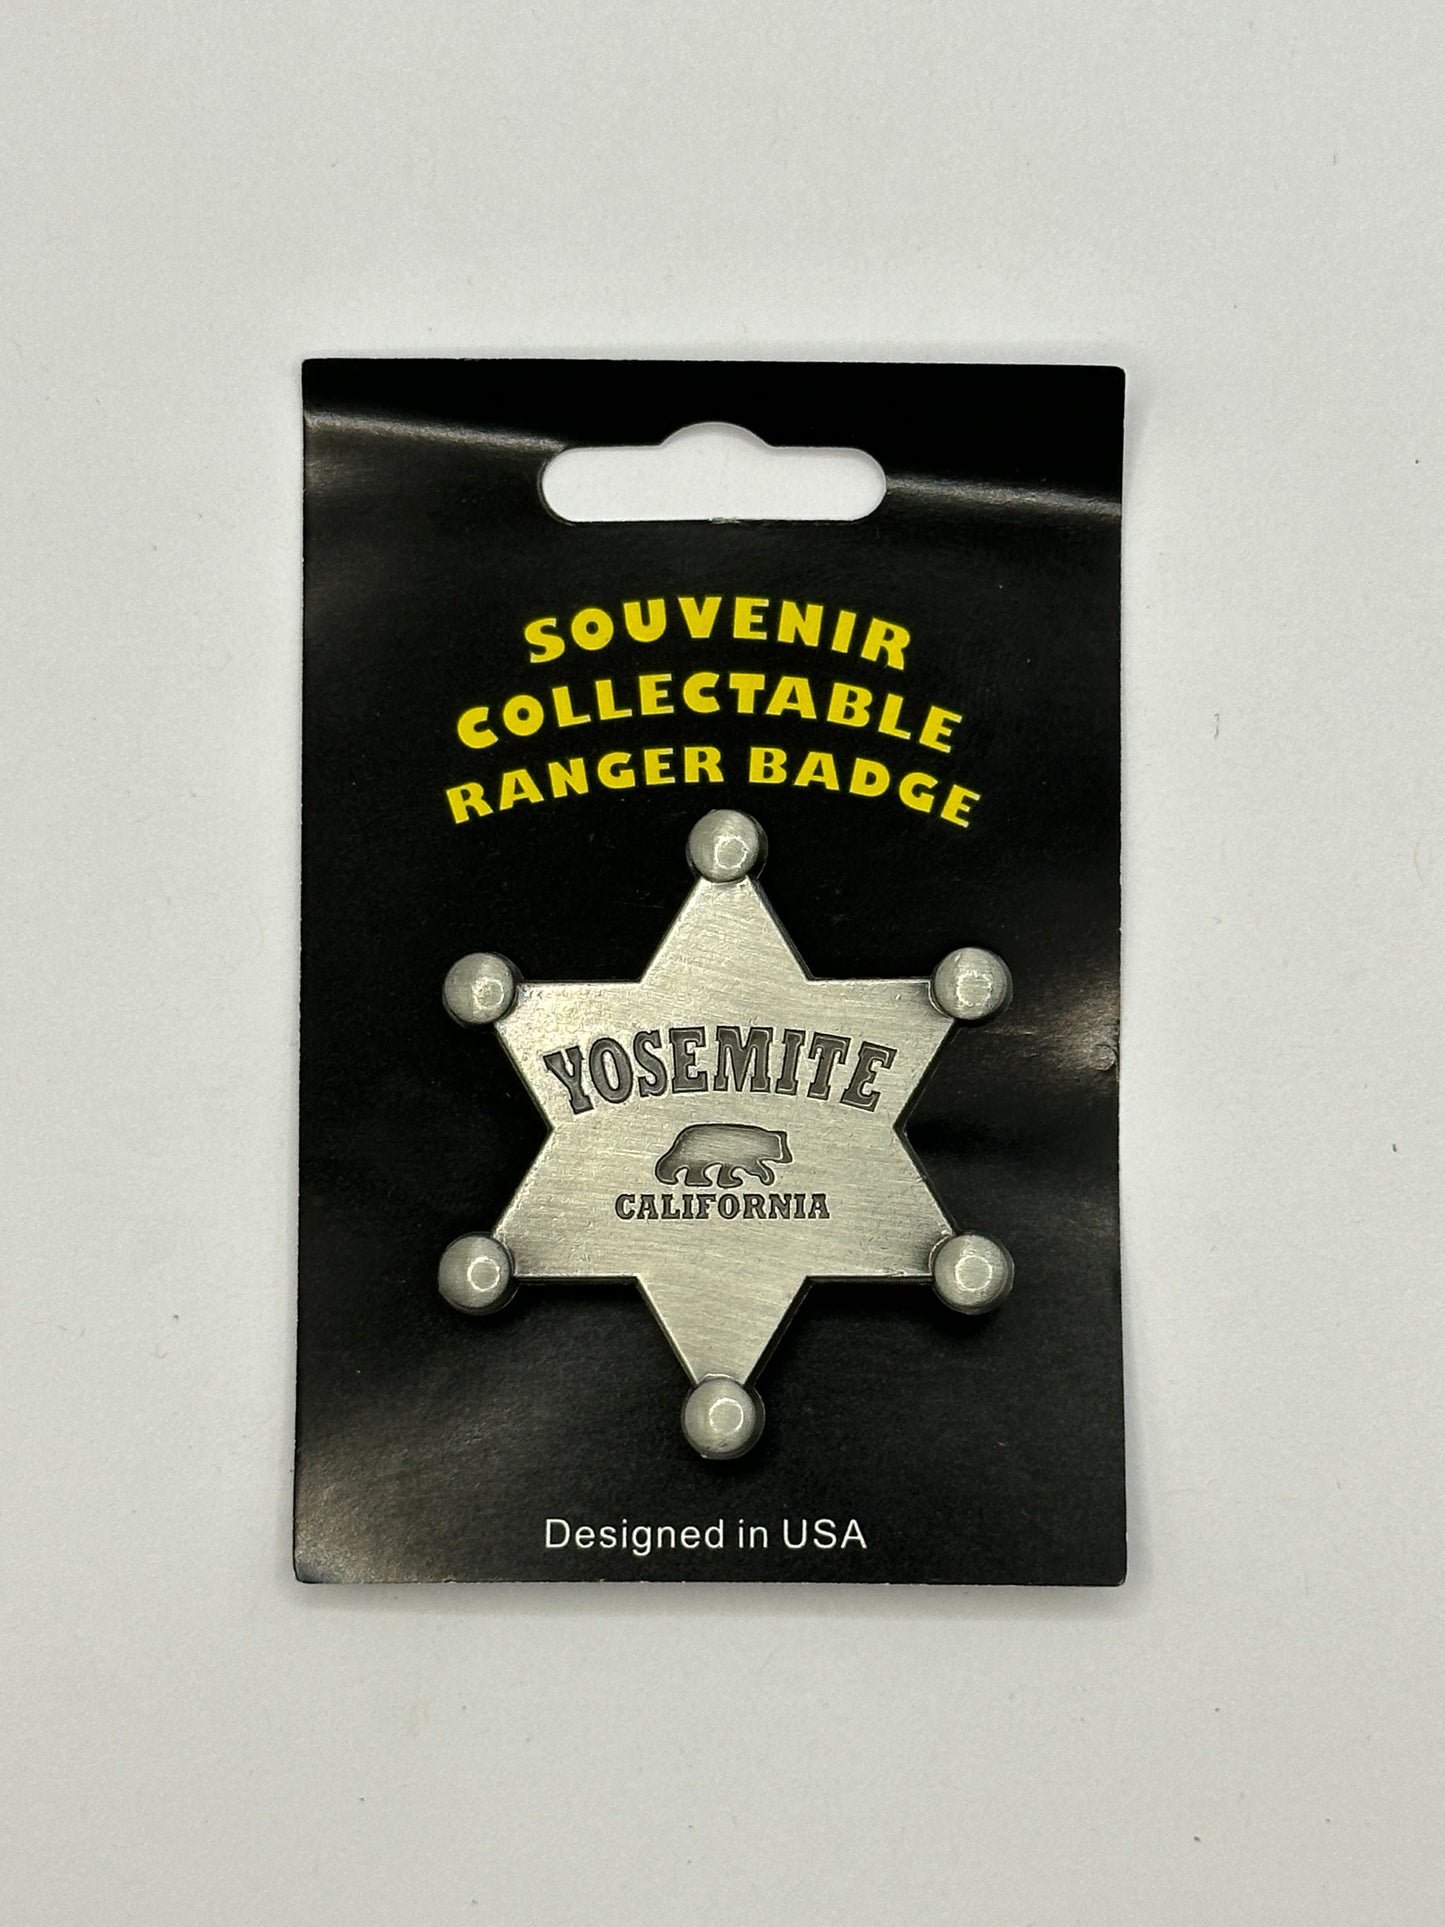 SOUVENIR
COLLECTABLE
RANGER BADGE
YOSEMITE
CALIFORNIA
Designed in USA